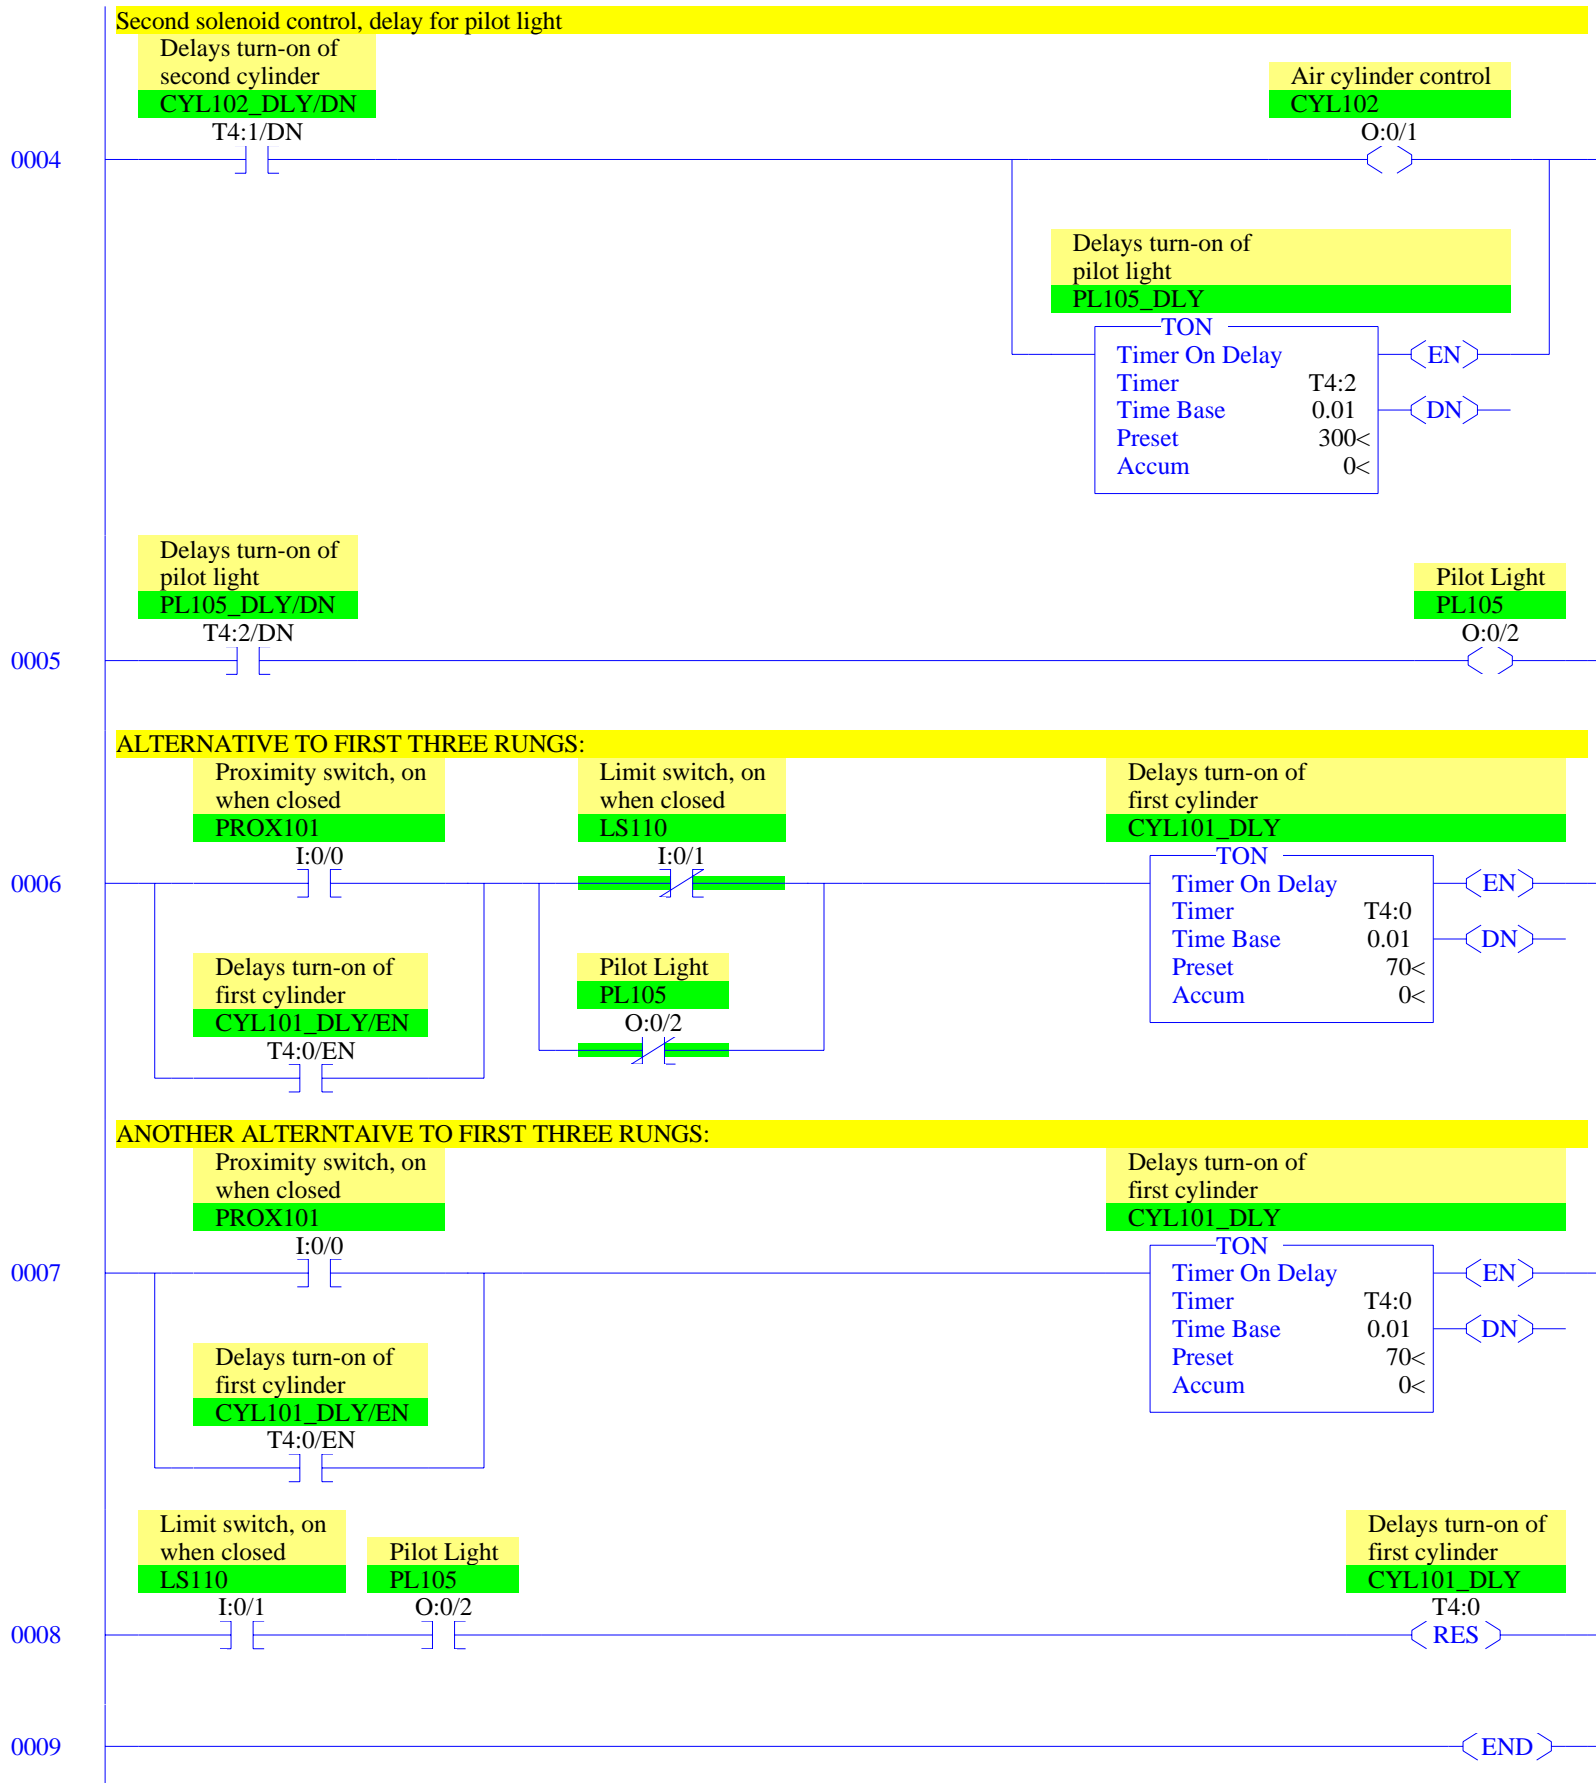 Second solenoid control, delay for pilot light
Delays turn-on of
second cylinder
CYL102_DLY/DN
T4:1/DN
Air cylinder control
CYL102
O:0/1
0004
Delays turn-on of
pilot light
PL105_DLY
TON
Timer On Delay
EN
Timer T4:2
Time Base 0.01
DN
Preset 300<
Accum 0<
Delays turn-on of
pilot light
PL105_DLY/DN
T4:2/DN
Pilot Light
PL105
O:0/2
0005
ALTERNATIVE TO FIRST THREE RUNGS:
Proximity switch, on
when closed
PROX101
I:0/0
Limit switch, on
when closed
LS110
I:0/1
Delays turn-on of
first cylinder
CYL101_DLY
0006
TON
Timer On Delay
EN
Timer T4:0
Time Base 0.01
DN
Preset 70<
Accum 0<
Delays turn-on of
first cylinder
CYL101_DLY/EN
T4:0/EN
Pilot Light
PL105
O:0/2
ANOTHER ALTERNTAIVE TO FIRST THREE RUNGS:
Proximity switch, on
when closed
PROX101
I:0/0
Delays turn-on of
first cylinder
CYL101_DLY
0007
TON
Timer On Delay
EN
Timer T4:0
Time Base 0.01
DN
Preset 70<
Accum 0<
Delays turn-on of
first cylinder
CYL101_DLY/EN
T4:0/EN
Limit switch, on
when closed
LS110
I:0/1
Pilot Light
PL105
O:0/2
Delays turn-on of
first cylinder
CYL101_DLY
T4:0
0008
RES
0009
END